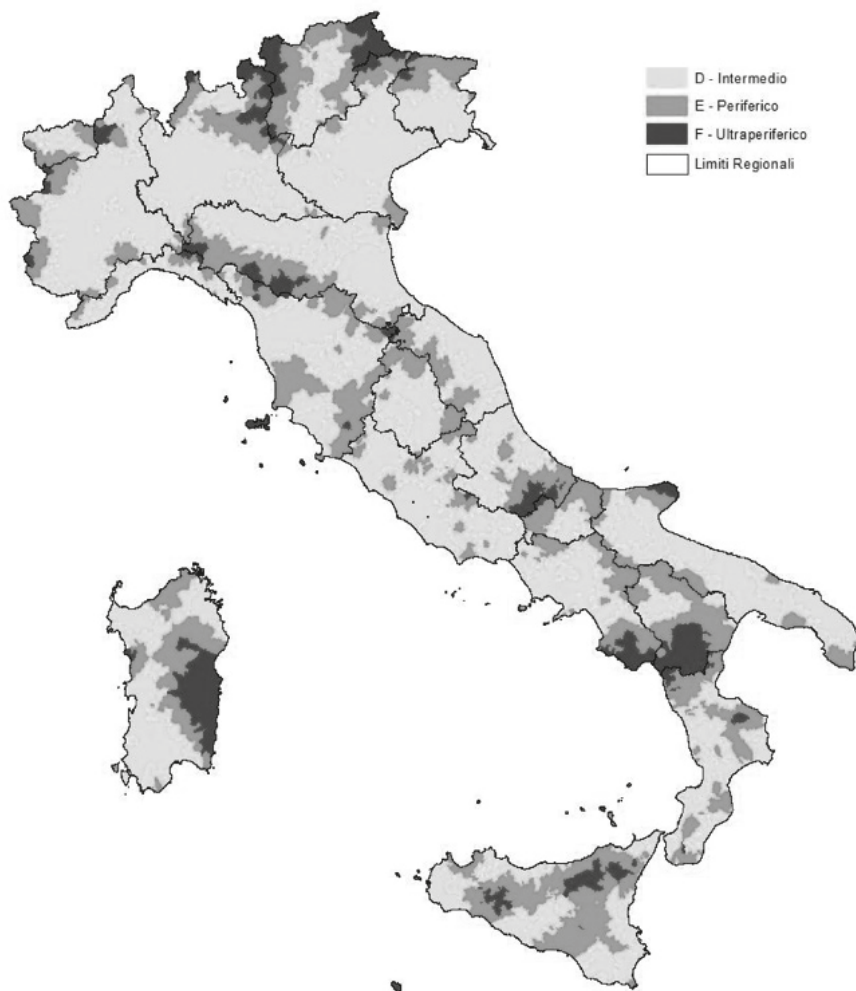 D - Intermedio
E - Periferico
F - Ultraperiferico
Limiti Regionali